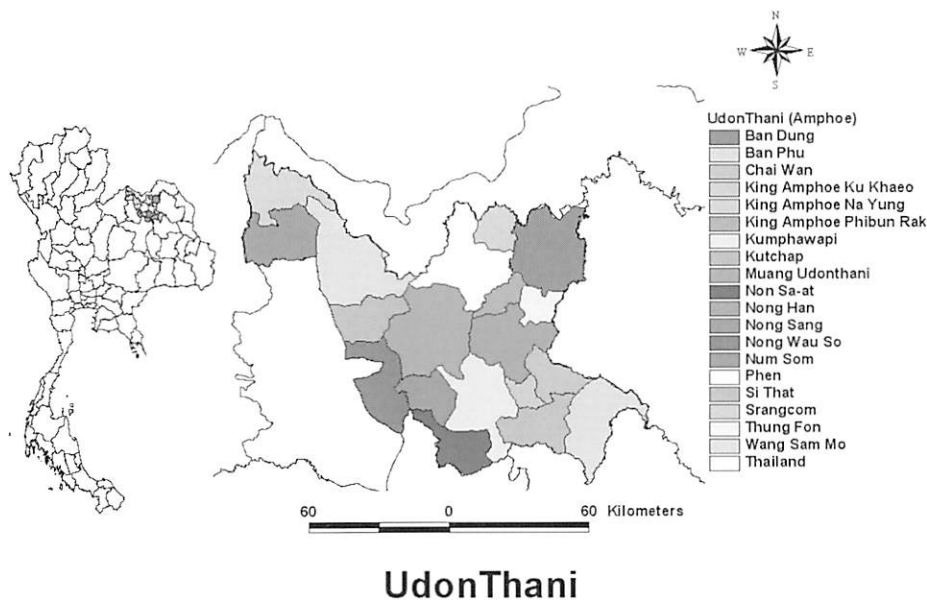 N
W E
S
UdonThani (Amphoe)
Ban Dung
Ban Phu
Chai Wan
King Amphoe Ku Khaeo
King Amphoe Na Yung
King Amphoe Phibun Rak
Kumphawapi
Kutchap
Muang Udonthani
Non Sa-at
Nong Han
Nong Sang
Nong Wau So
Num Som
Phen
Si That
Srangcom
Thung Fon
Wang Sam Mo
Thailand
60 0 60 Kilometers
UdonThani